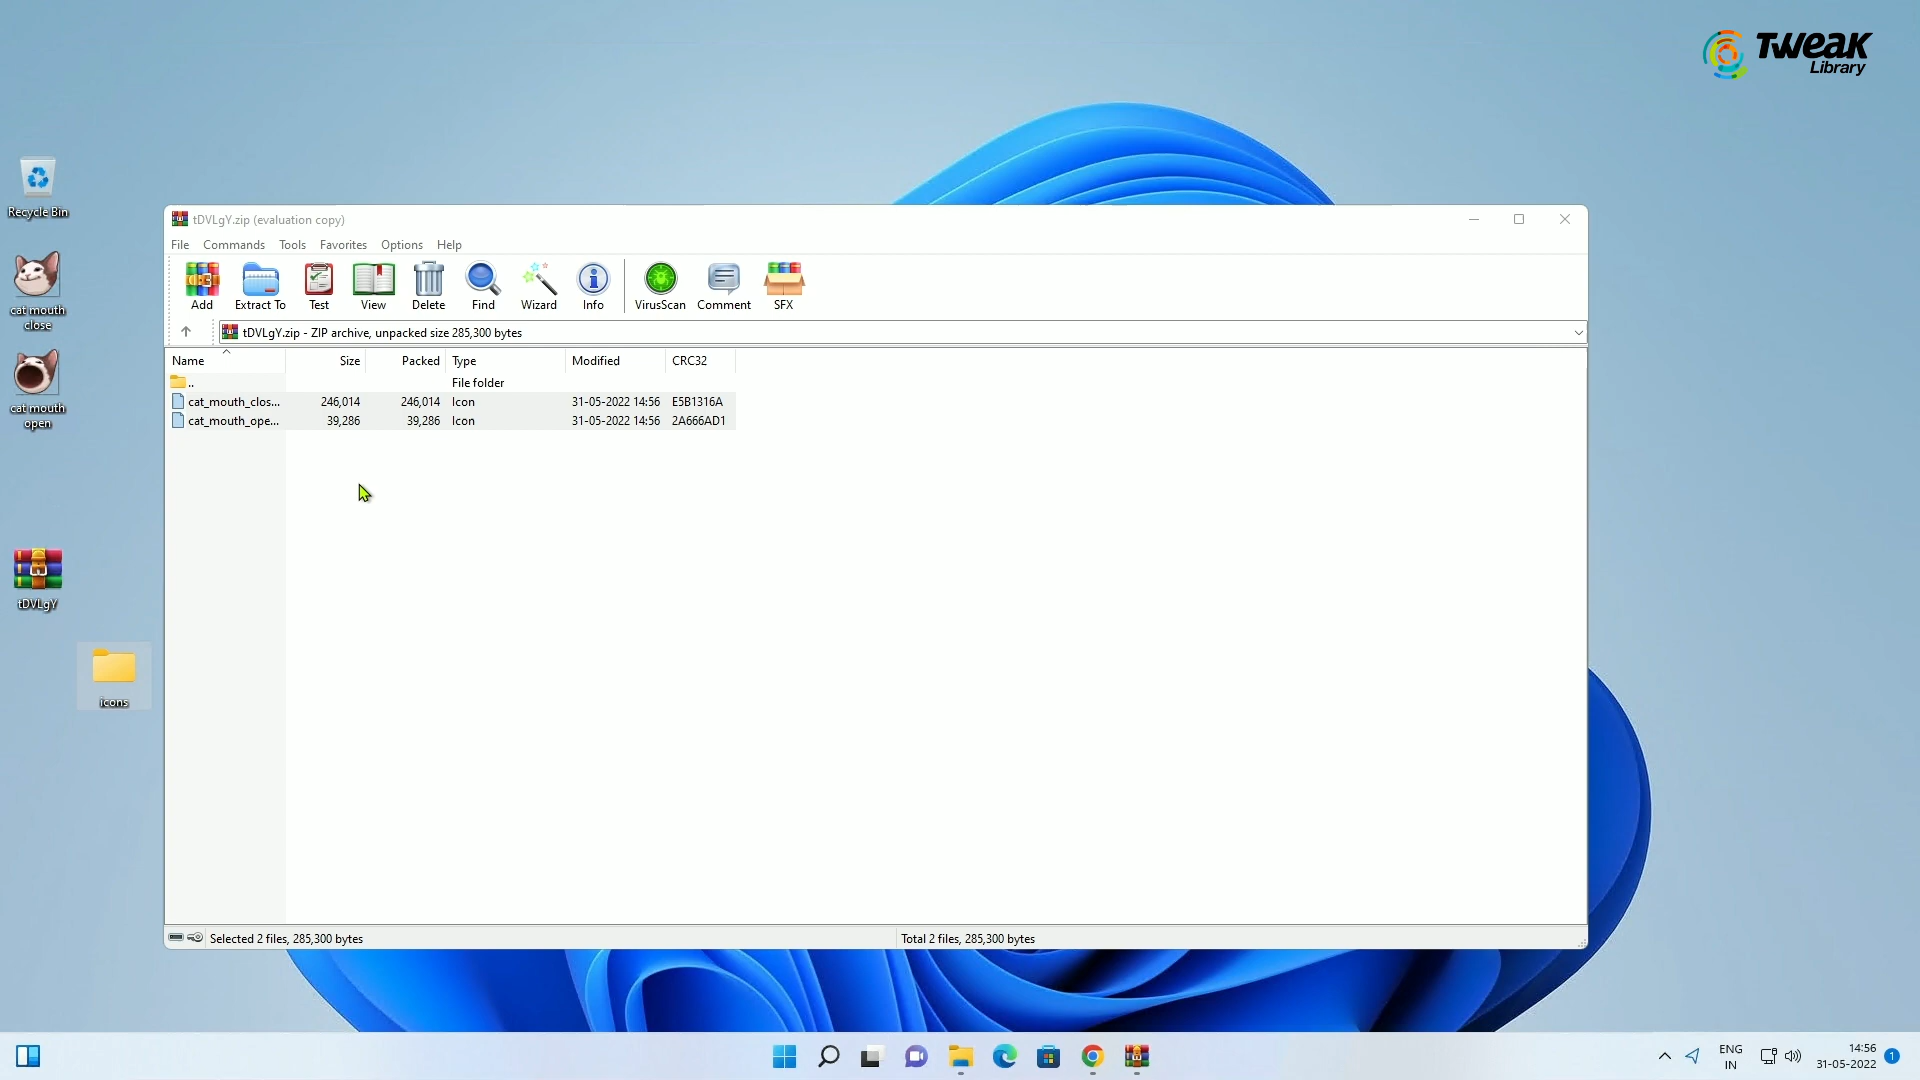 TWEAK
Library
Recycle Bin
cat mouth
close
cat mouth
open
tDVLgY
icons
tDVLgY.zip (evaluation copy)
File Commands Tools Favorites Options Help
Add Extract To Test View Delete Find Wizard Info VirusScan Comment SFX
tDVLgY.zip - ZIP archive, unpacked size 285,300 bytes
Name Size Packed Type Modified CRC32
.. File folder
cat_mouth_clos... 246,014 246,014 Icon 31-05-2022 14:56 E5B1316A
cat_mouth_ope... 39,286 39,286 Icon 31-05-2022 14:56 2A666AD1
Selected 2 files, 285,300 bytes Total 2 files, 285,300 bytes
ENG
IN
14:56
31-05-2022
1